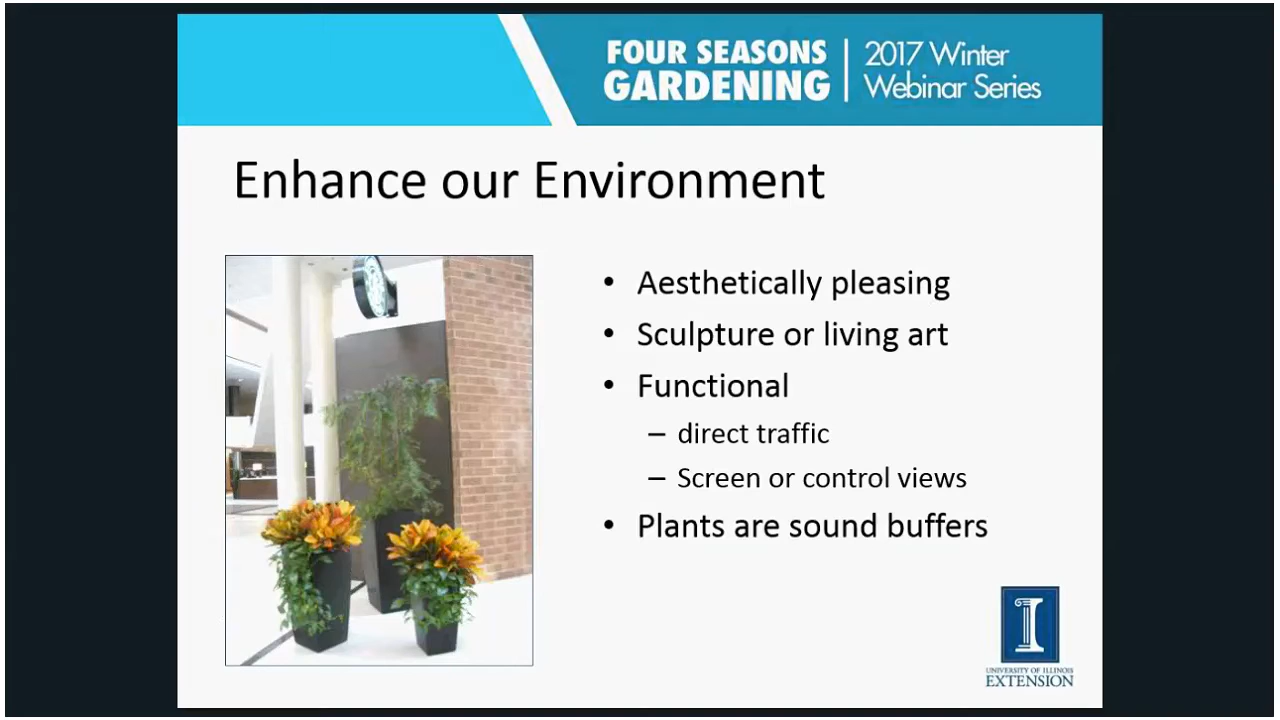 FOUR SEASONS
GARDENING
2017 Winter
Webinar Series
Enhance our Environment
• Aesthetically pleasing
• Sculpture or living art
• Functional
– direct traffic
– Screen or control views
• Plants are sound buffers
I
UNIVERSITY OF ILLINOIS
EXTENSION